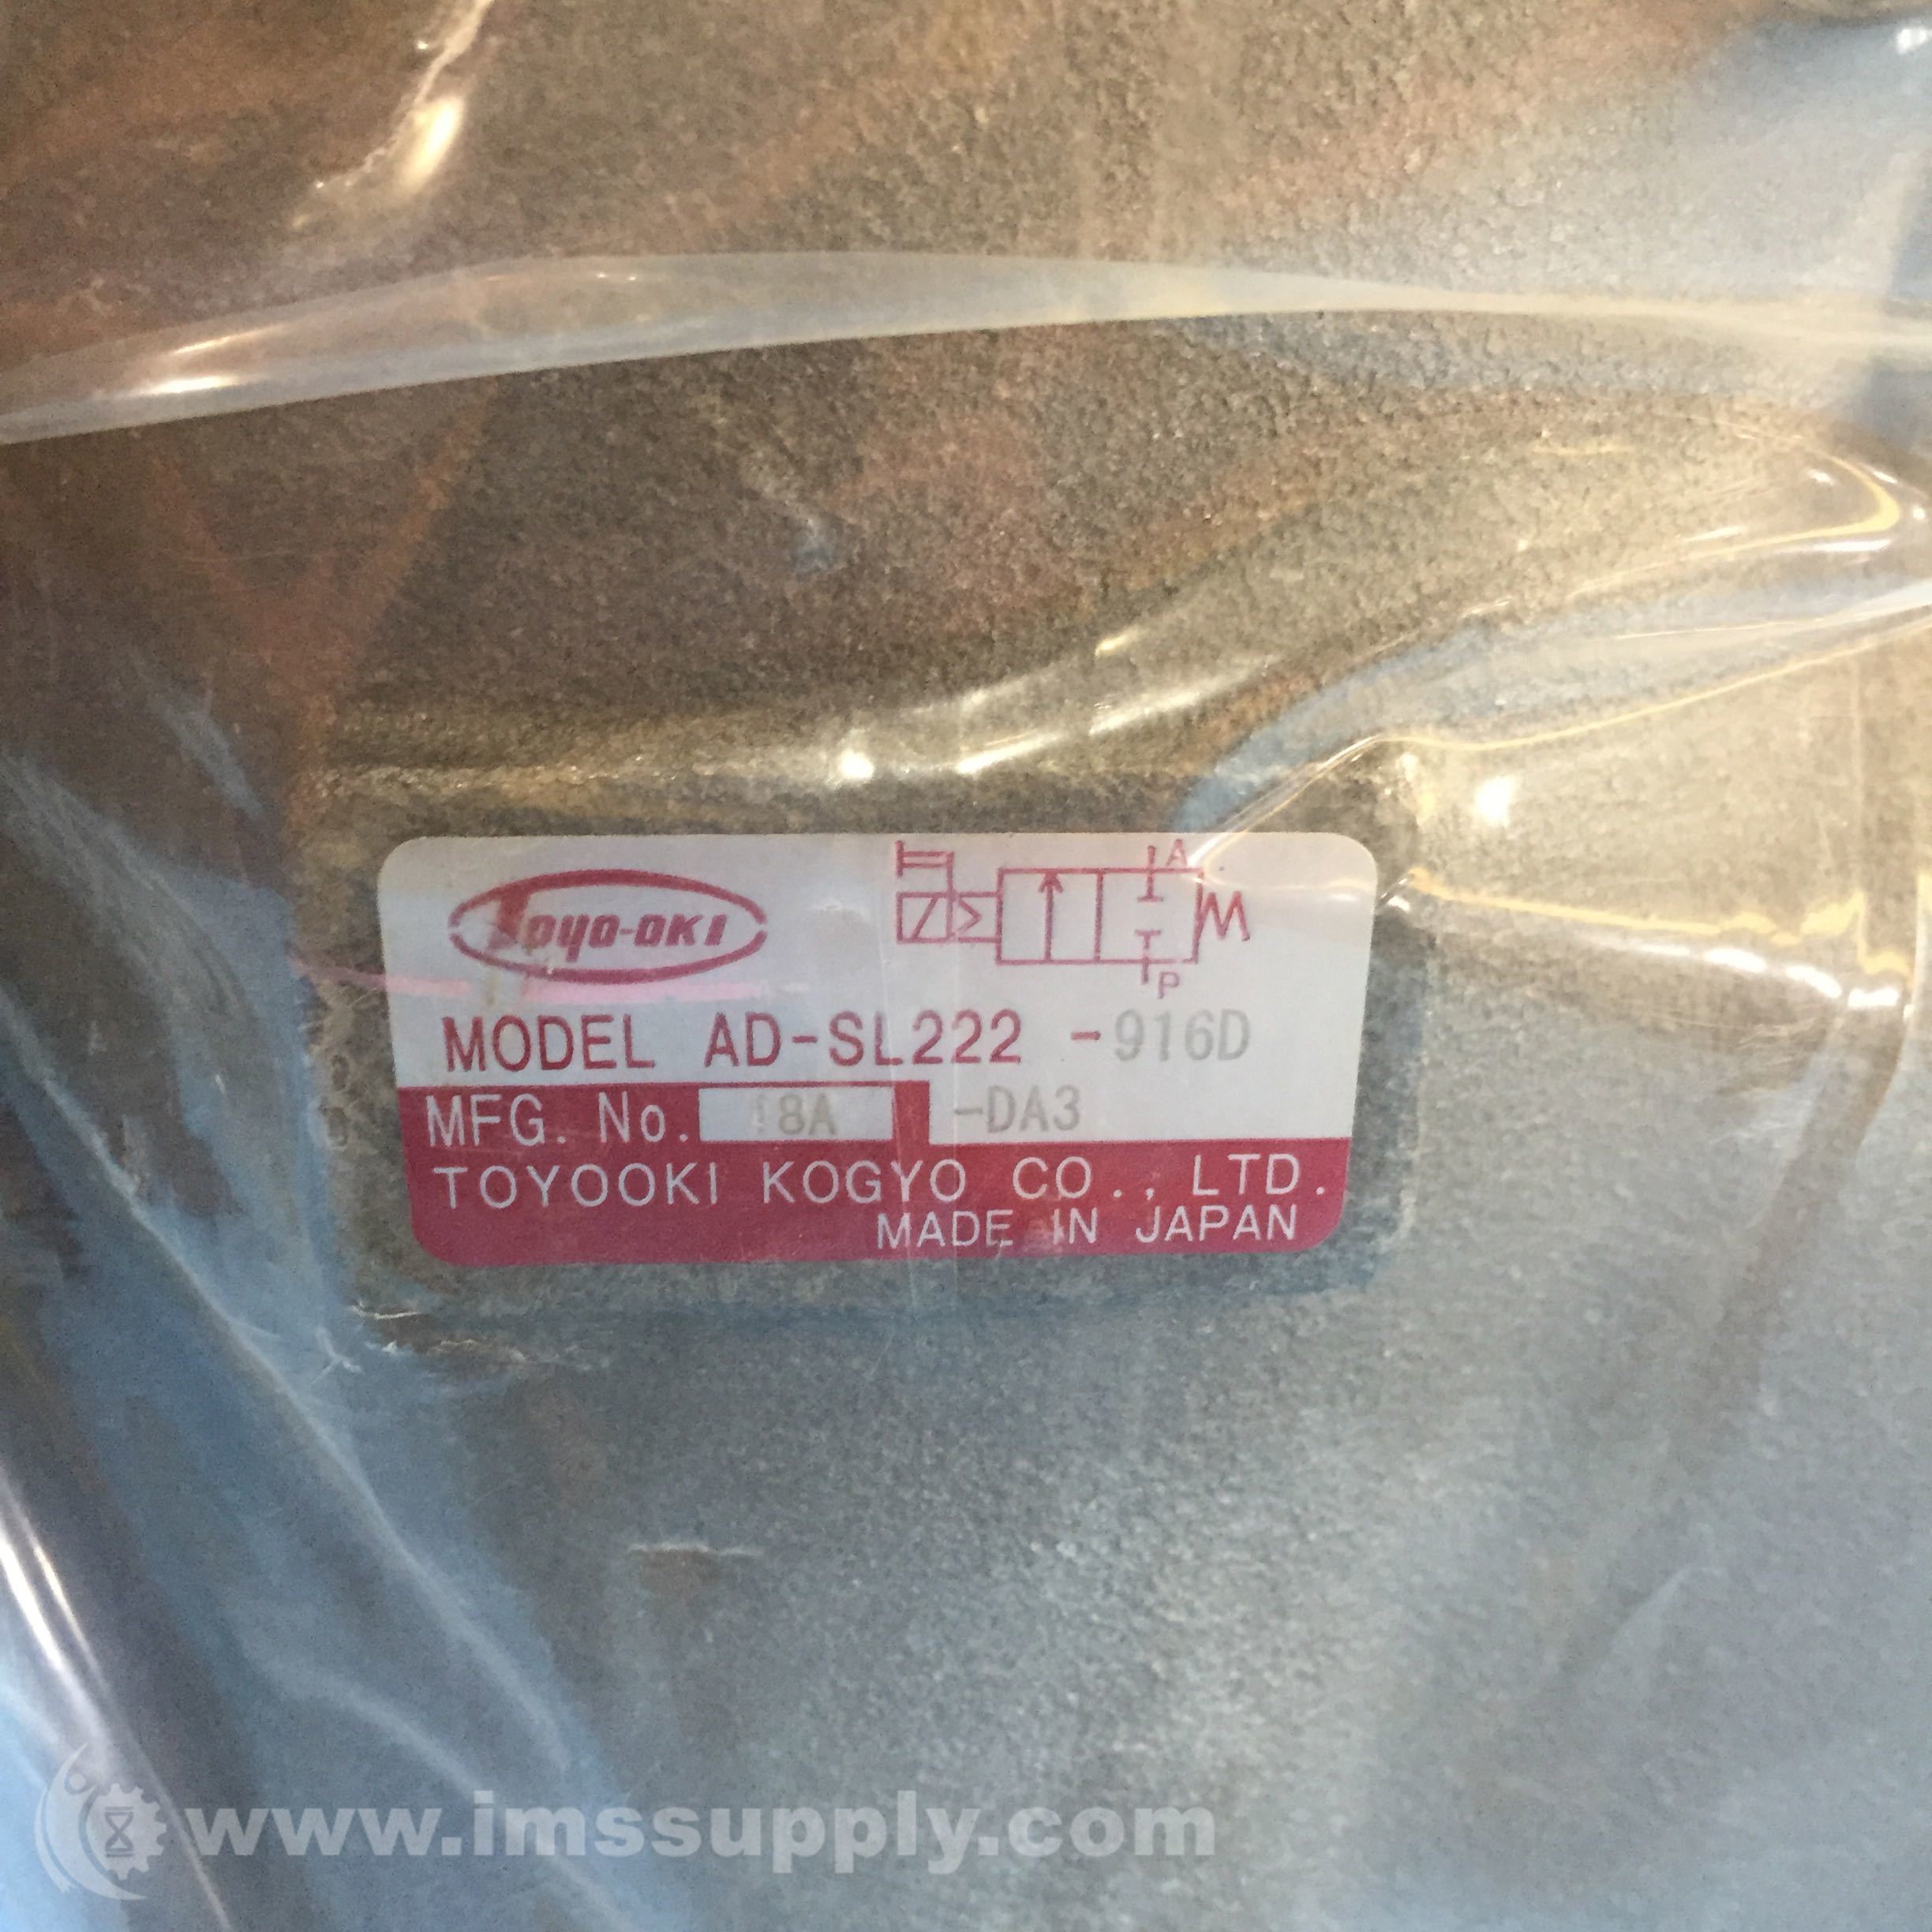 TOYO-OKI
A
P
MODEL AD-SL222 -916D
MFG. No. 18A -DA3
TOYOOKI KOGYO CO., LTD.
MADE IN JAPAN
www.imssupply.com